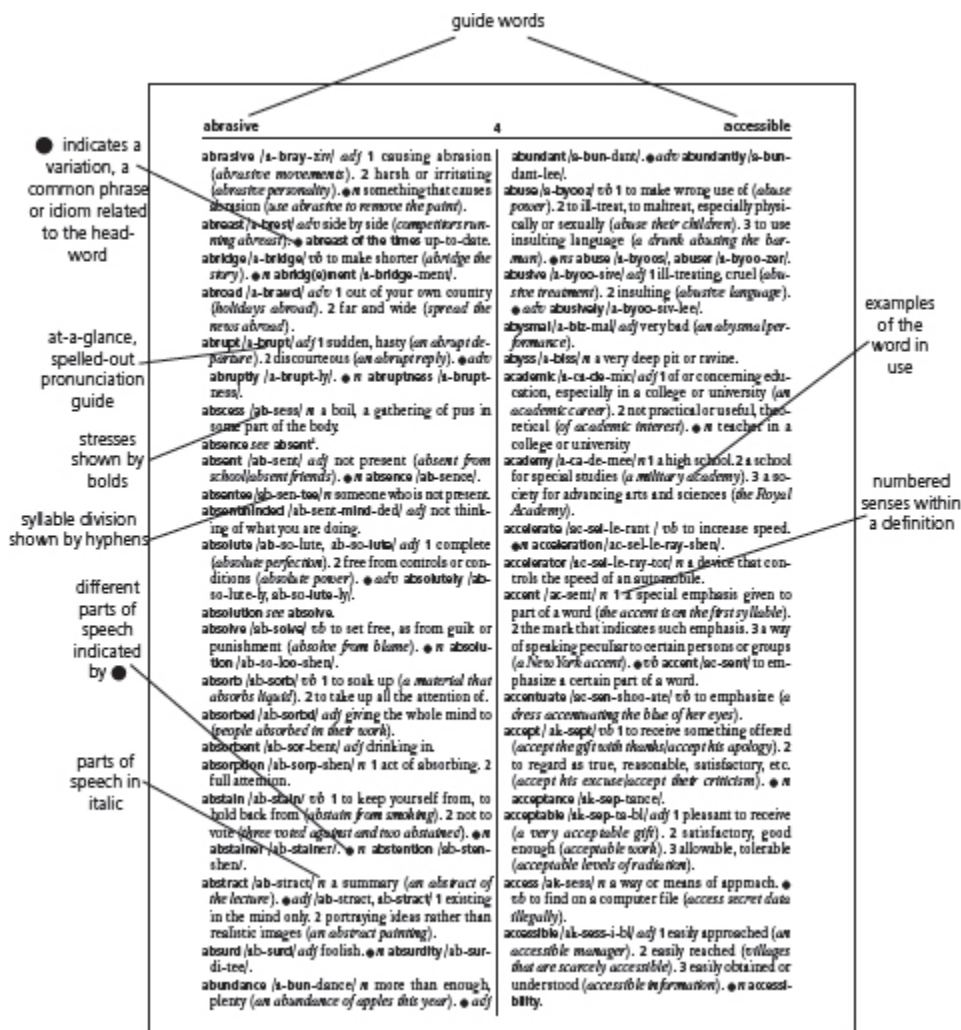 guide words
abrasive 4 accessible
● indicates a
variation, a
common phrase
or idiom related
to the head-
word
at-a-glance,
spelled-out
pronunciation
guide
stresses
shown by
bolds
syllable division
shown by hyphens
different
parts of
speech
indicated
by ●
parts of
speech in
italic
abrasive /a-bray-ziv/ adj 1 causing abrasion
(abrasive movements). 2 harsh or irritating
(abrasive personality). ● n something that causes
abrasion (use abrasive to remove the paint).
abreast /a-brest/ adv side by side (competitors run-
ning abreast). ● abreast of the times up-to-date.
abridge /a-bridge/ vb to make shorter (abridge the
story). ● n abridg(e)ment /a-bridge-ment/.
abroad /a-brawd/ adv 1 out of your own country
(holidays abroad). 2 far and wide (spread the
news abroad).
abrupt /a-brupt/ adj 1 sudden, hasty (an abrupt de-
parture). 2 discourteous (an abrupt reply). ● adv
abruptly /a-brupt-ly/. ● n abruptness /a-brupt-
ness/.
abscess /ab-sess/ n a boil, a gathering of pus in
some part of the body.
absence see absent¹.
absent /ab-sent/ adj not present (absent from
school/absent friends). ● n absence /ab-sence/.
absentee /ab-sen-tee/ n someone who is not present.
absentminded /ab-sent-mind-ded/ adj not think-
ing of what you are doing.
absolute /ab-so-lute, ab-so-lute/ adj 1 complete
(absolute perfection). 2 free from controls or con-
ditions (absolute power). ● adv absolutely /ab-
so-lute-ly, ab-so-lute-ly/.
absolution see absolve.
absolve /ab-solve/ vb to set free, as from guilt or
punishment (absolve from blame). ● n absolu-
tion /ab-so-loo-shen/.
absorb /ab-sorb/ vb 1 to soak up (a material that
absorbs liquid). 2 to take up all the attention of.
absorbed /ab-sorbd/ adj giving the whole mind to
(people absorbed in their work).
absorbent /ab-sor-bent/ adj drinking in.
absorption /ab-sorp-shen/ n 1 act of absorbing. 2
full attention.
abstain /ab-stain/ vb 1 to keep yourself from, to
hold back from (abstain from smoking). 2 not to
vote (three voted against and two abstained). ● n
abstainer /ab-stainer/. ● n abstention /ab-sten-
shen/.
abstract /ab-stract/ n a summary (an abstract of
the lecture). ● adj /ab-stract, ab-stract/ 1 existing
in the mind only. 2 portraying ideas rather than
realistic images (an abstract painting).
absurd /ab-surd/ adj foolish. ● n absurdity /ab-sur-
di-tee/.
abundance /a-bun-dance/ n more than enough,
plenty (an abundance of apples this year). ● adj
abundant /a-bun-dant/. ● adv abundantly /a-bun-
dant-lee/.
abuse /a-byooz/ vb 1 to make wrong use of (abuse
power). 2 to ill-treat, to maltreat, especially physi-
cally or sexually (abuse their children). 3 to use
insulting language (a drunk abusing the bar-
man). ● ns abuse /a-byoos/, abuser /a-byoo-zer/.
abusive /a-byoo-sive/ adj 1 ill-treating, cruel (abu-
sive treatment). 2 insulting (abusive language).
● adv abusively /a-byoo-siv-lee/.
abysmal /a-biz-mal/ adj very bad (an abysmal per-
formance).
abyss /a-biss/ n a very deep pit or ravine.
academic /a-ca-de-mic/ adj 1 of or concerning edu-
cation, especially in a college or university (an
academic career). 2 not practical or useful, theo-
retical (of academic interest). ● n teacher in a
college or university
academy /a-ca-de-mee/ n 1 a high school. 2 a school
for special studies (a military academy). 3 a so-
ciety for advancing arts and sciences (the Royal
Academy).
accelerate /ac-sel-le-rant / vb to increase speed.
● n acceleration /ac-sel-le-ray-shen/.
accelerator /ac-sel-le-ray-tor/ n a device that con-
trols the speed of an automobile.
accent /ac-sent/ n 1 a special emphasis given to
part of a word (the accent is on the first syllable).
2 the mark that indicates such emphasis. 3 a way
of speaking peculiar to certain persons or groups
(a New York accent). ● vb accent /ac-sent/ to em-
phasize a certain part of a word.
accentuate /ac-sen-shoo-ate/ vb to emphasize (a
dress accentuating the blue of her eyes).
accept /ak-sept/ vb 1 to receive something offered
(accept the gift with thanks/accept his apology). 2
to regard as true, reasonable, satisfactory, etc.
(accept his excuse/accept their criticism). ● n
acceptance /ak-sep-tance/.
acceptable /ak-sep-ta-bl/ adj 1 pleasant to receive
(a very acceptable gift). 2 satisfactory, good
enough (acceptable work). 3 allowable, tolerable
(acceptable levels of radiation).
access /ak-sess/ n a way or means of approach. ●
vb to find on a computer file (access secret data
illegally).
accessible /ak-sess-i-bl/ adj 1 easily approached (an
accessible manager). 2 easily reached (villages
that are scarcely accessible). 3 easily obtained or
understood (accessible information). ● n accessi-
bility.
examples
of the
word in
use
numbered
senses within
a definition